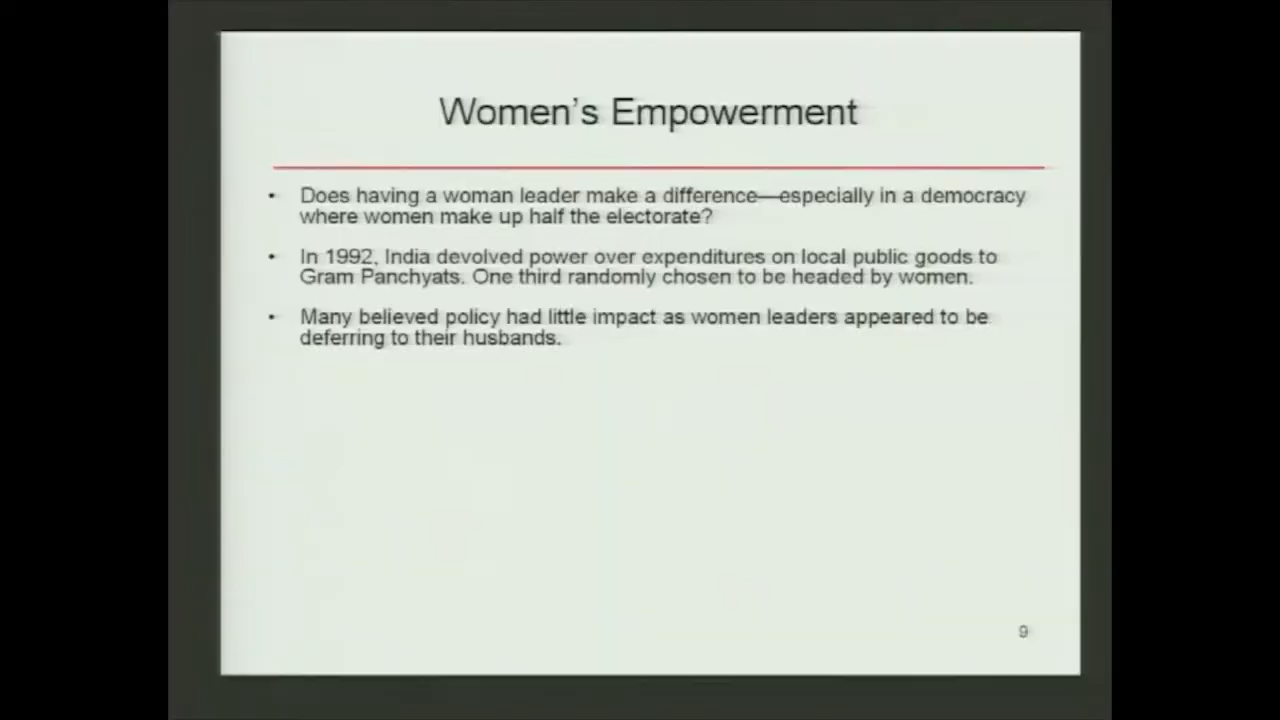 Women's Empowerment
• Does having a woman leader make a difference—especially in a democracy
where women make up half the electorate?
• In 1992, India devolved power over expenditures on local public goods to
Gram Panchyats. One third randomly chosen to be headed by women.
• Many believed policy had little impact as women leaders appeared to be
deferring to their husbands.
9